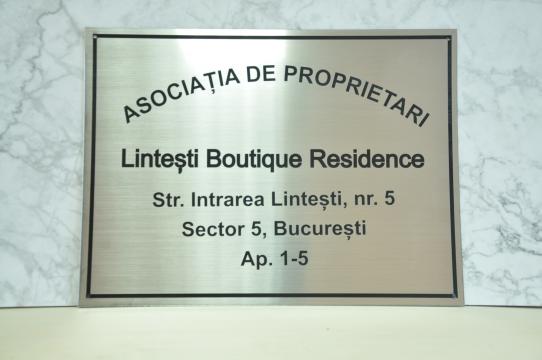 ASOCIAȚIA DE PROPRIETARI
Lintești Boutique Residence
Str. Intrarea Lintești, nr. 5
Sector 5, București
Ap. 1-5